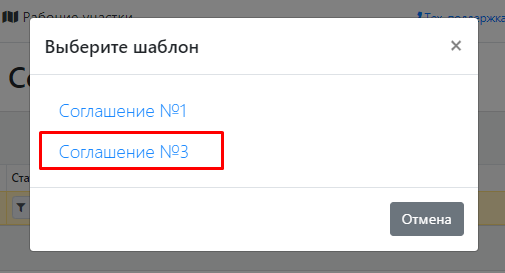 Рабочие участки
Тех. поддержка
Выберите шаблон
×
Соглашение №1
Соглашение №3
Отмена